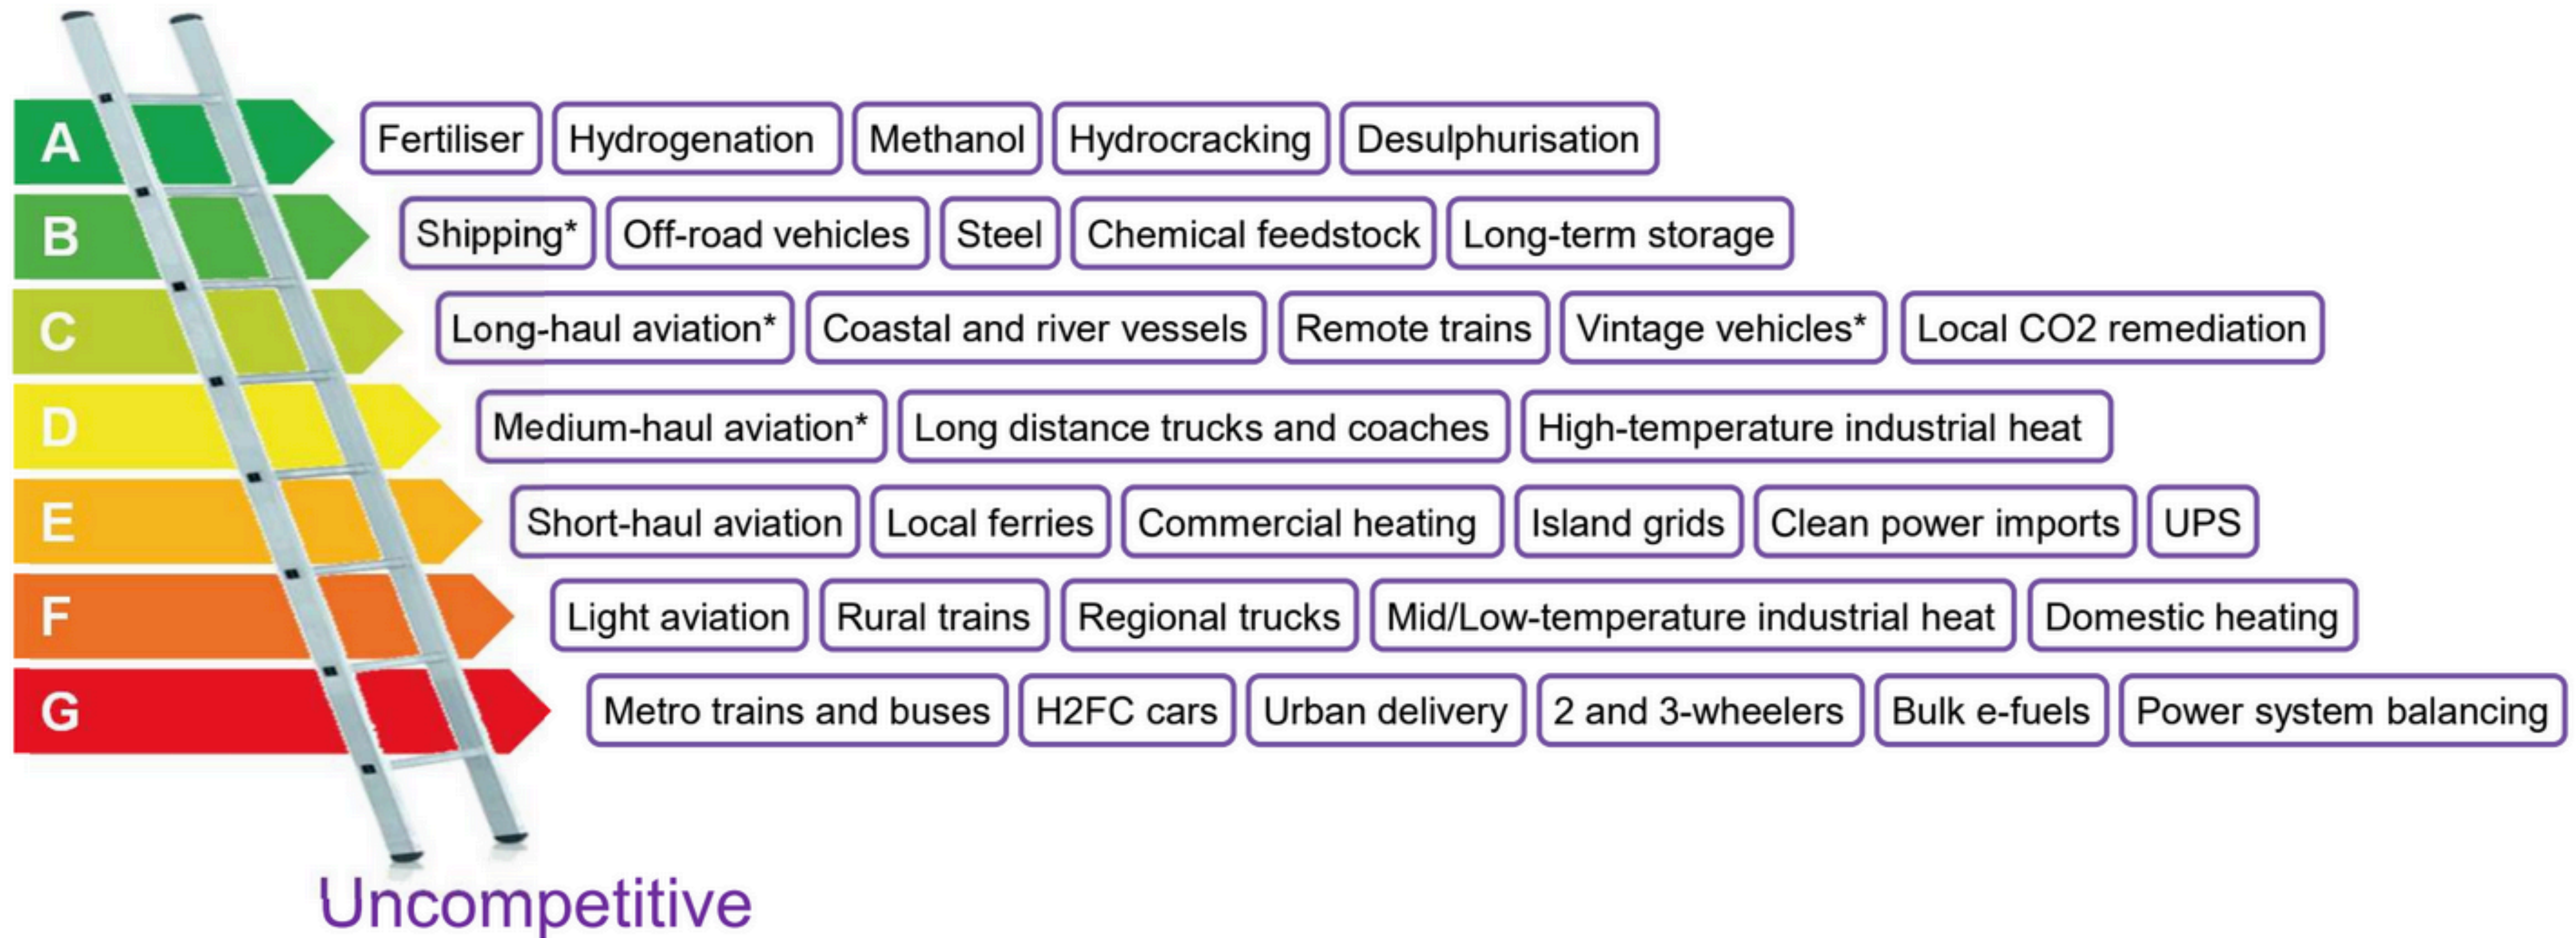 A Fertiliser Hydrogenation Methanol Hydrocracking Desulphurisation
B Shipping* Off-road vehicles Steel Chemical feedstock Long-term storage
C Long-haul aviation* Coastal and river vessels Remote trains Vintage vehicles* Local CO2 remediation
D Medium-haul aviation* Long distance trucks and coaches High-temperature industrial heat
E Short-haul aviation Local ferries Commercial heating Island grids Clean power imports UPS
F Light aviation Rural trains Regional trucks Mid/Low-temperature industrial heat Domestic heating
G Metro trains and buses H2FC cars Urban delivery 2 and 3-wheelers Bulk e-fuels Power system balancing
Uncompetitive